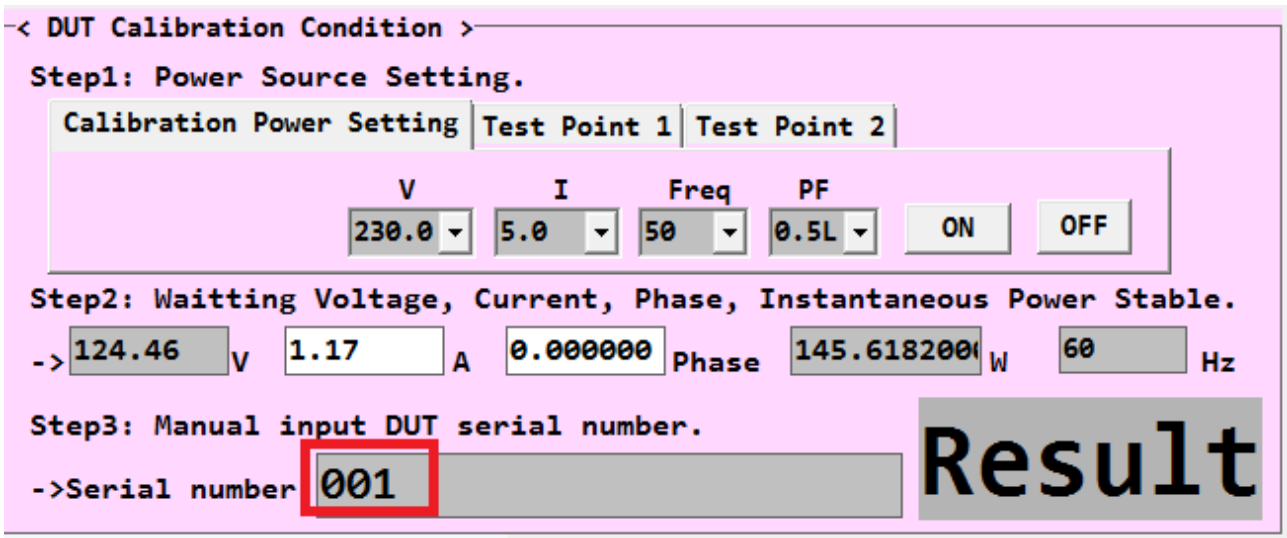 < DUT Calibration Condition >
Step1: Power Source Setting.
Calibration Power Setting Test Point 1 Test Point 2
V I Freq PF
230.0 5.0 50 0.5L ON OFF
Step2: Waitting Voltage, Current, Phase, Instantaneous Power Stable.
->124.46 V 1.17 A 0.000000 Phase 145.6182000 W 60 Hz
Step3: Manual input DUT serial number.
->Serial number 001
Result